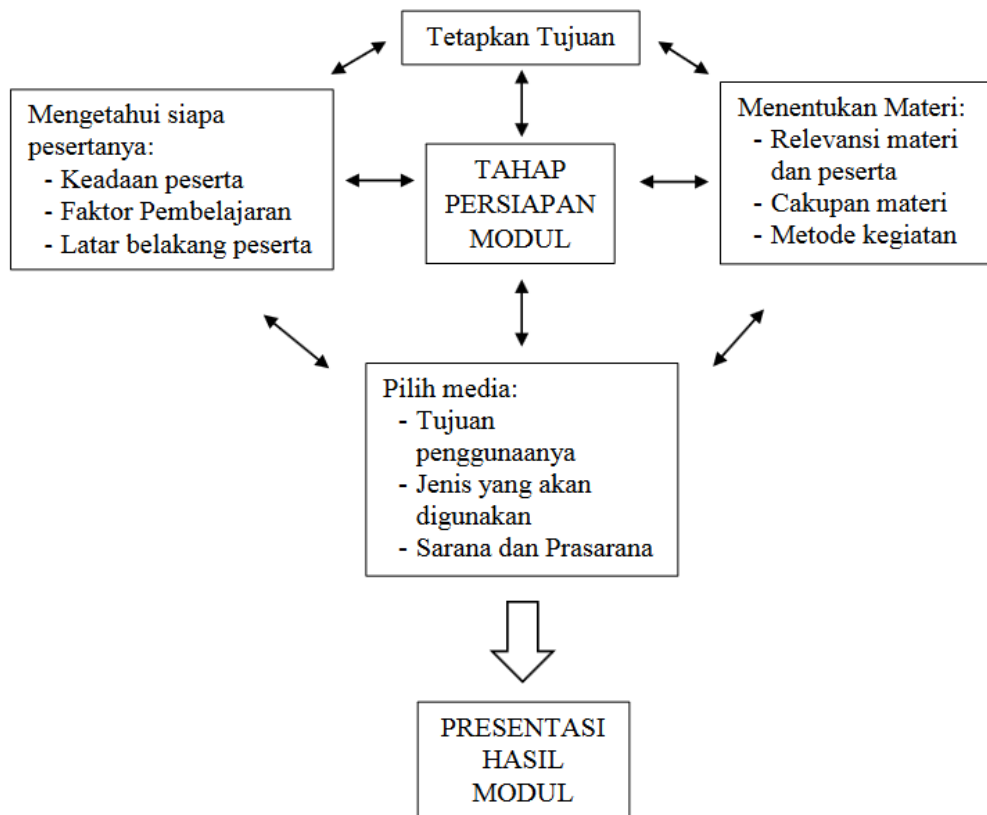 Tetapkan Tujuan
Mengetahui siapa
pesertanya:
- Keadaan peserta
- Faktor Pembelajaran
- Latar belakang peserta
TAHAP
PERSIAPAN
MODUL
Menentukan Materi:
- Relevansi materi
dan peserta
- Cakupan materi
- Metode kegiatan
Pilih media:
- Tujuan
penggunaanya
- Jenis yang akan
digunakan
- Sarana dan Prasarana
PRESENTASI
HASIL
MODUL